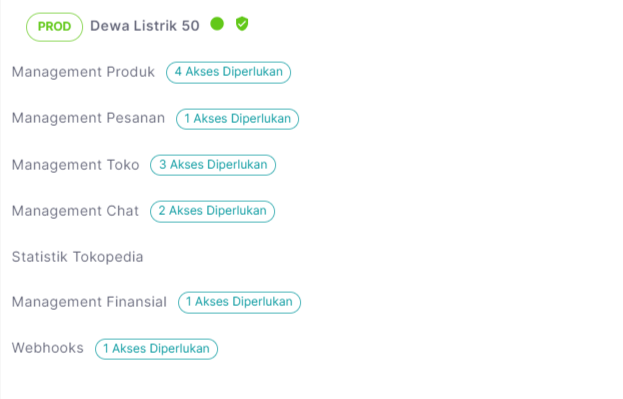 PROD Dewa Listrik 50
Management Produk 4 Akses Diperlukan
Management Pesanan 1 Akses Diperlukan
Management Toko 3 Akses Diperlukan
Management Chat 2 Akses Diperlukan
Statistik Tokopedia
Management Finansial 1 Akses Diperlukan
Webhooks 1 Akses Diperlukan